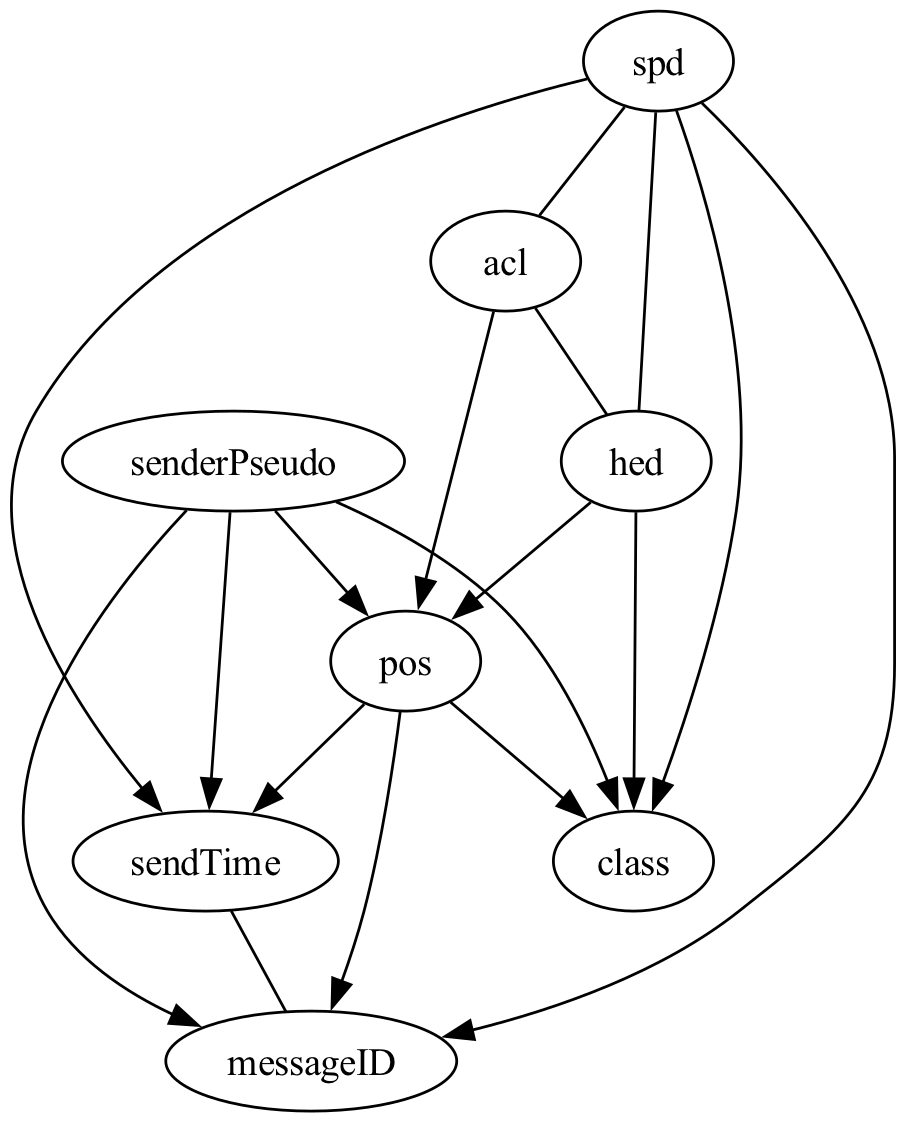 spd
acl
senderPseudo
hed
pos
sendTime
class
messageID